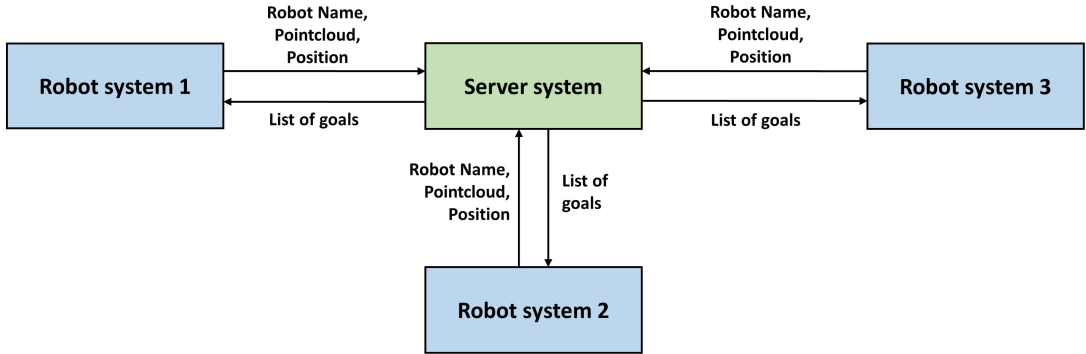 Robot Name,
Pointcloud,
Position
Robot system 1
List of goals
Server system
Robot Name,
Pointcloud,
Position
Robot system 3
List of goals
Robot Name,
Pointcloud,
Position
List of
goals
Robot system 2